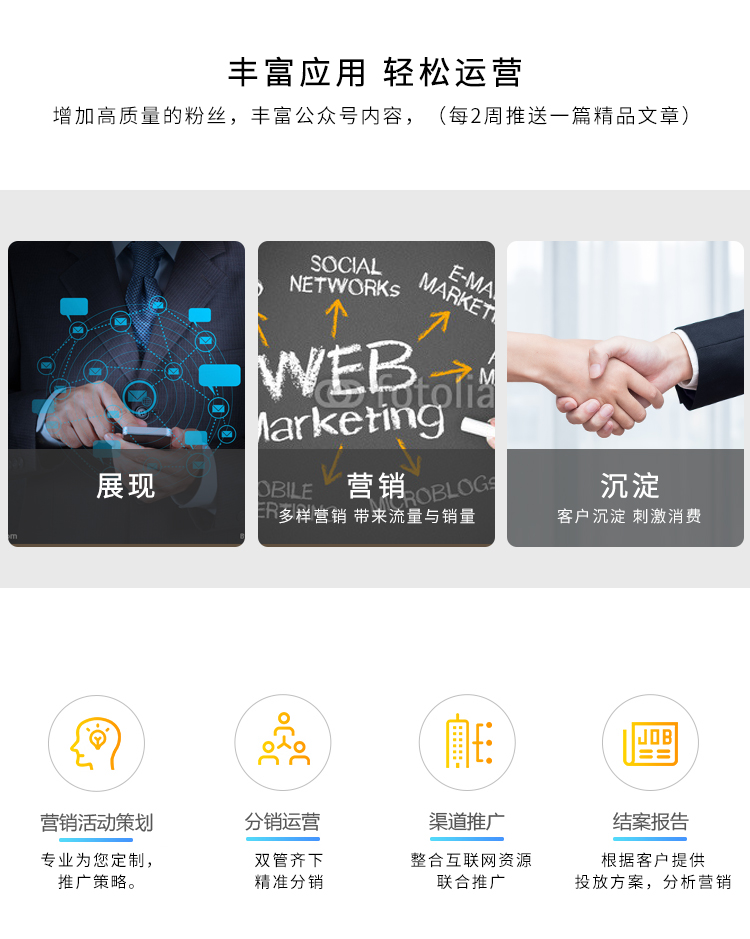 丰富应用 轻松运营
增加高质量的粉丝，丰富公众号内容，（每2周推送一篇精品文章）
SOCIAL
NETWORKS
E-MA
MARKET
WEB
Marketing
fotolia
展现
营销
多样营销 带来流量与销量
MICROBLOGS
沉淀
客户沉淀 刺激消费
JOB
营销活动策划
专业为您定制，
推广策略。
分销运营
双管齐下
精准分销
渠道推广
整合互联网资源
联合推广
结案报告
根据客户提供
投放方案，分析营销